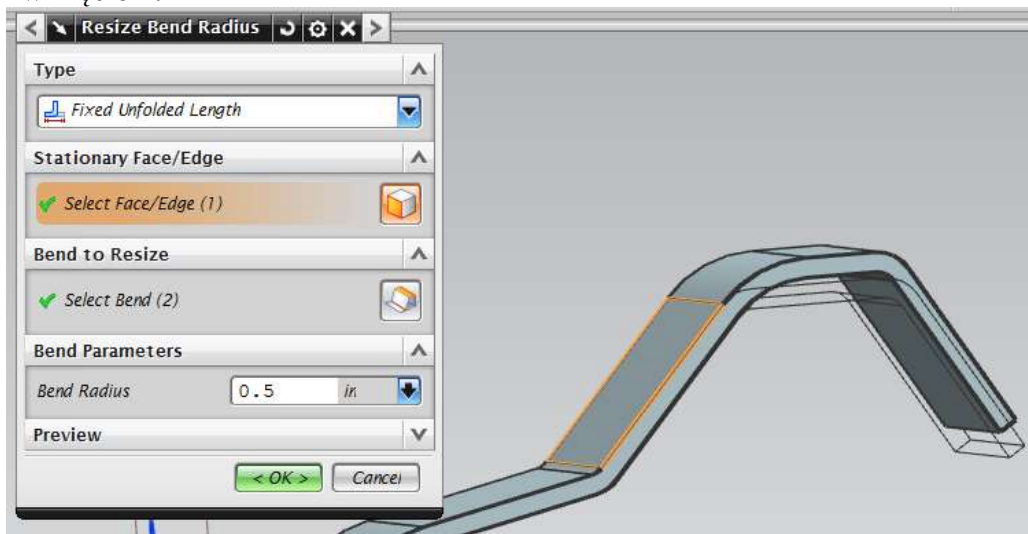 Resize Bend Radius
Type
Fixed Unfolded Length
Stationary Face/Edge
Select Face/Edge (1)
Bend to Resize
Select Bend (2)
Bend Parameters
Bend Radius 0.5 in
Preview
< OK > Cancel